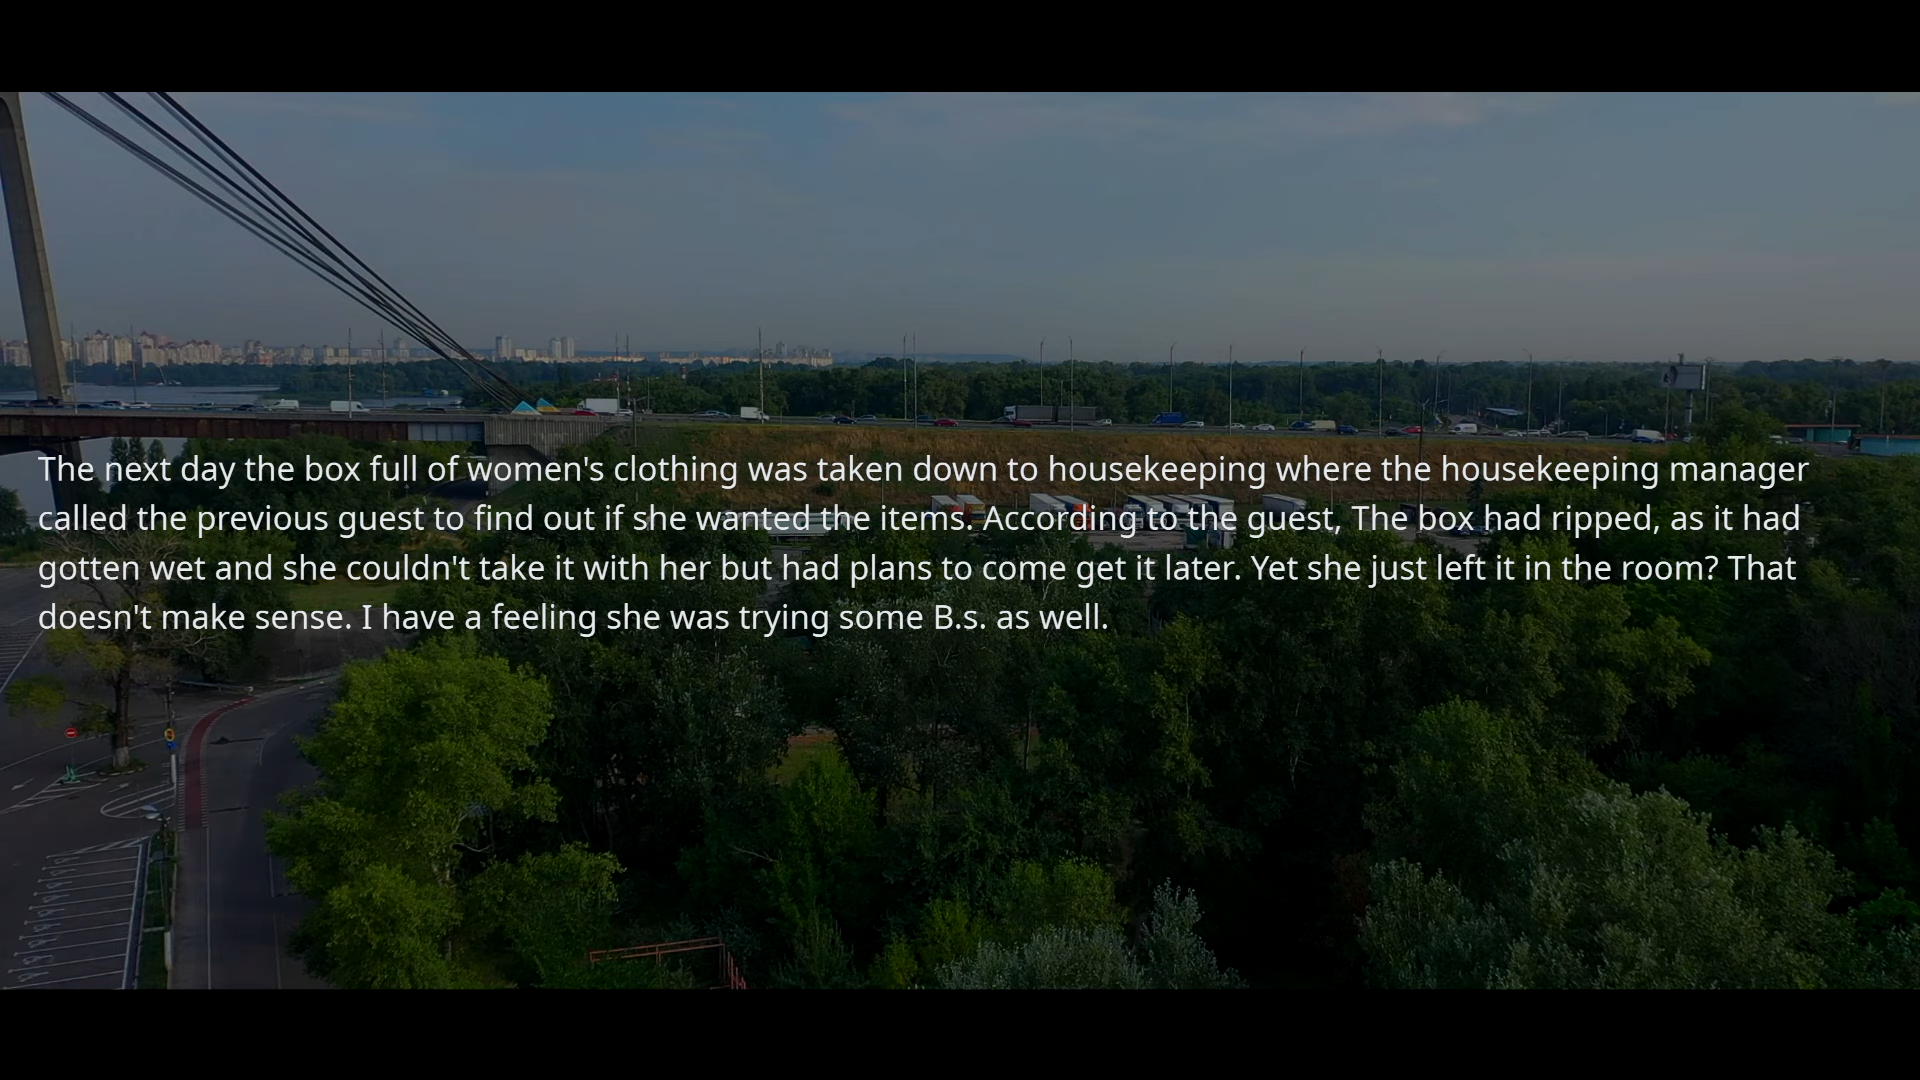 The next day the box full of women's clothing was taken down to housekeeping where the housekeeping manager
called the previous guest to find out if she wanted the items. According to the guest, The box had ripped, as it had
gotten wet and she couldn't take it with her but had plans to come get it later. Yet she just left it in the room? That
doesn't make sense. I have a feeling she was trying some B.s. as well.